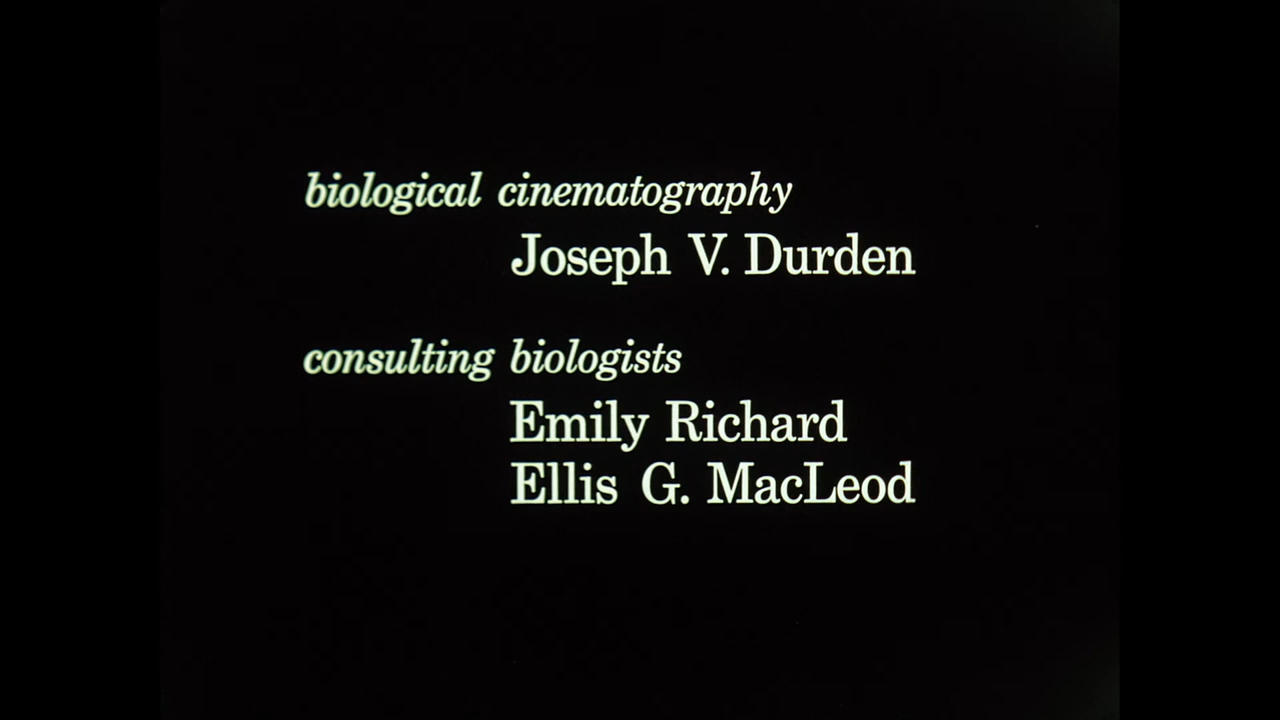 biological cinematography
Joseph V. Durden
consulting biologists
Emily Richard
Ellis G. MacLeod